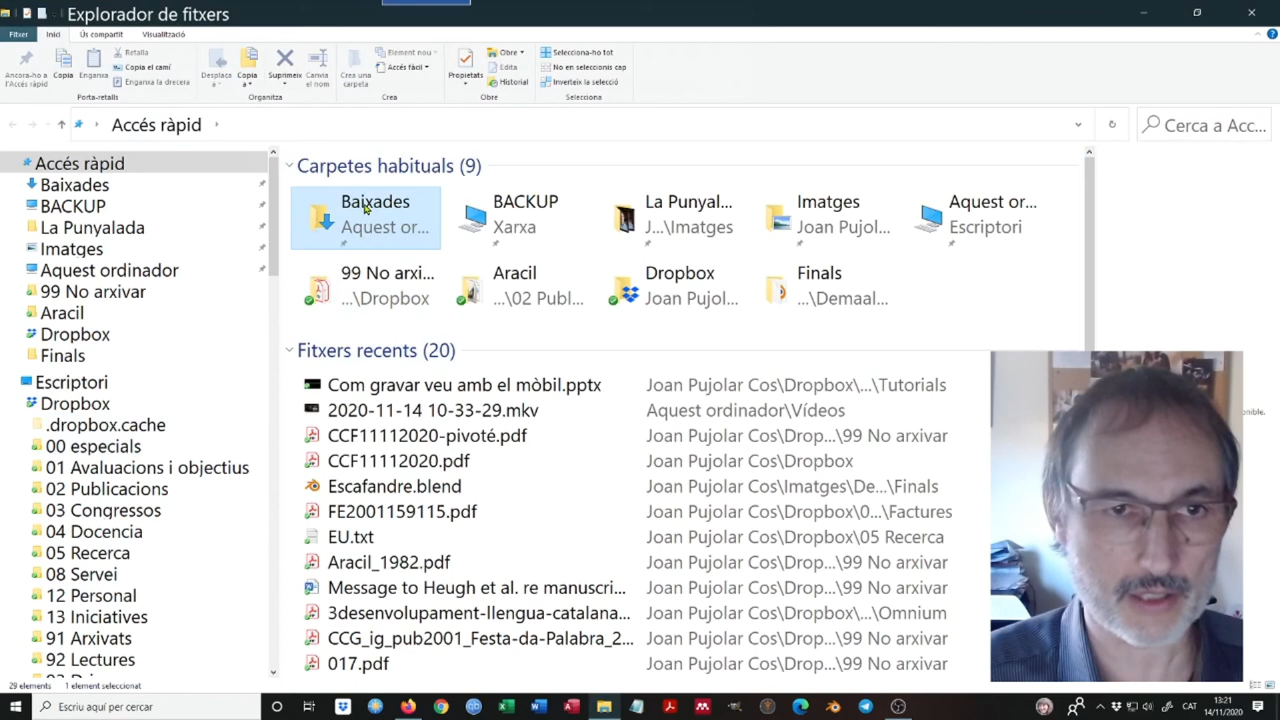 Explorador de fitxers
Fitxer Inici Ús compartit Visualització
Ancora-ho a l'Accés ràpid
Copia
Enganxa
Retalla
Copia el camí
Enganxa la drecera
Porta-retalls
Desplaça a
Copia a
Suprimeix
Canvia el nom
Organitza
Crea una carpeta
Element nou
Accés fàcil
Crea
Propietats
Obre
Edita
Historial
Obre
Selecciona-ho tot
No en seleccionis cap
Inverteix la selecció
Selecciona
Accés ràpid
Cerca a Acc...
Accés ràpid
Baixades
BACKUP
La Punyalada
Imatges
Aquest ordinador
99 No arxivar
Aracil
Dropbox
Finals
Escriptori
Dropbox
.dropbox.cache
00 especials
01 Avaluacions i objectius
02 Publicacions
03 Congressos
04 Docencia
05 Recerca
08 Servei
12 Personal
13 Iniciatives
91 Arxivats
92 Lectures
Carpetes habituals (9)
Baixades
Aquest or...
BACKUP
Xarxa
La Punyal...
J...\Imatges
Imatges
Joan Pujol...
Aquest or...
Escriptori
99 No arxi...
...\Dropbox
Aracil
...\02 Publ...
Dropbox
Joan Pujol...
Finals
...\Demaal...
Fitxers recents (20)
Com gravar veu amb el mòbil.pptx Joan Pujolar Cos\Dropbox\...\Tutorials
2020-11-14 10-33-29.mkv Aquest ordinador\Vídeos
CCF11112020-pivoté.pdf Joan Pujolar Cos\Drop...\99 No arxivar
CCF11112020.pdf Joan Pujolar Cos\Dropbox
Escafandre.blend Joan Pujolar Cos\Imatges\De...\Finals
FE2001159115.pdf Joan Pujolar Cos\Dropbox\0...\Factures
EU.txt Joan Pujolar Cos\Dropbox\05 Recerca
Aracil_1982.pdf Joan Pujolar Cos\Drop...\99 No arxivar
Message to Heugh et al. re manuscri... Joan Pujolar Cos\Drop...\99 No arxivar
3desenvolupament-llengua-catalana... Joan Pujolar Cos\Dropbox\...\Omnium
CCG_ig_pub2001_Festa-da-Palabra_2... Joan Pujolar Cos\Drop...\99 No arxivar
017.pdf Joan Pujolar Cos\Drop...\99 No arxivar
29 elements 1 element seleccionat
Escriu aquí per cercar
CAT
13:21
14/11/2020